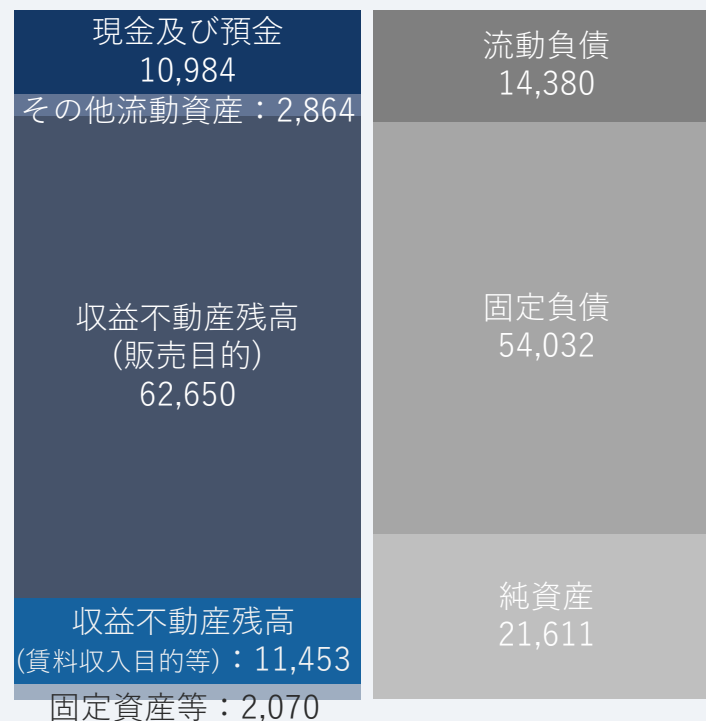 現金及び預金
10,984
その他流動資産：2,864
収益不動産残高
(販売目的)
62,650
収益不動産残高
(賃料収入目的等)：11,453
固定資産等：2,070
流動負債
14,380
固定負債
54,032
純資産
21,611